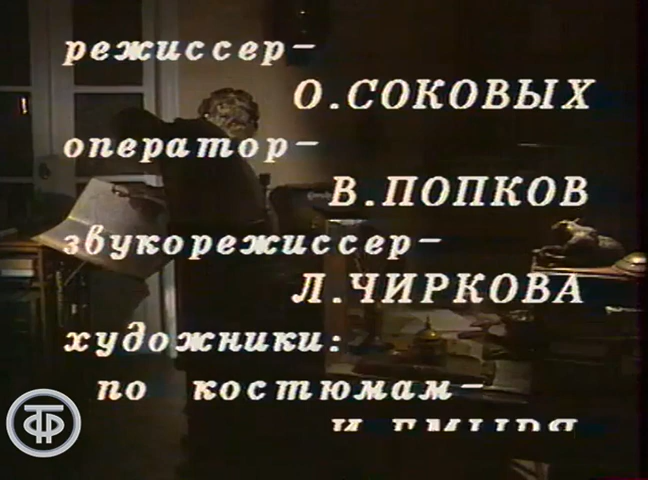 режиссер—
О.СОКОВЫХ
оператор—
В.ПОПКОВ
звукорежиссер—
Л.ЧИРКОВА
художники:
по костюмам—